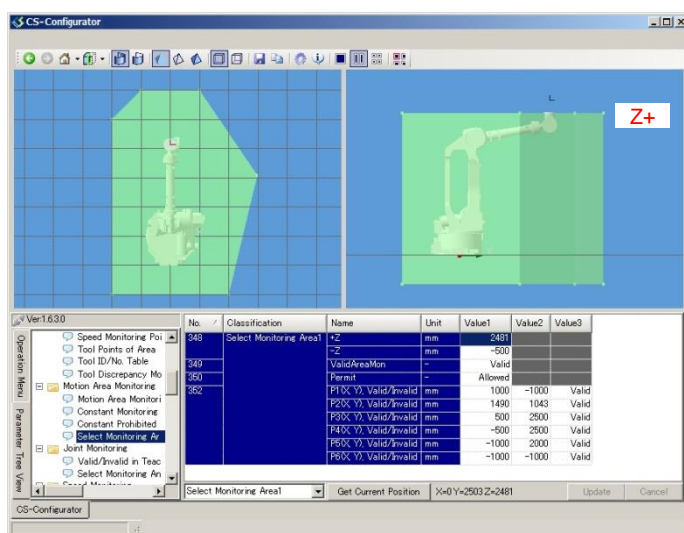 CS-Configurator
Z+
Ver:1.6.3.0
Operation Menu
Parameter Tree View
Speed Monitoring Poi
Tool Points of Area
Tool ID/No. Table
Tool Discrepancy Mo
Motion Area Monitoring
Motion Area Monitori
Constant Monitoring
Constant Prohibited
Select Monitoring Ar
Joint Monitoring
Valid/Invalid in Teac
Select Monitoring An
Speed Monitoring
No. Classification Name Unit Value1 Value2 Value3
348 Select Monitoring Area1 +Z mm 2481
-Z mm -500
349 ValidAreaMon - Valid
350 Permit - Allowed
352 P1(X, Y), Valid/Invalid mm 1000 -1000 Valid
P2(X, Y), Valid/Invalid mm 1490 1043 Valid
P3(X, Y), Valid/Invalid mm 500 2500 Valid
P4(X, Y), Valid/Invalid mm -500 2500 Valid
P5(X, Y), Valid/Invalid mm -1000 2000 Valid
P6(X, Y), Valid/Invalid mm -1000 -1000 Valid
Select Monitoring Area1 Get Current Position X=0 Y=2503 Z=2481 Update Cancel
CS-Configurator